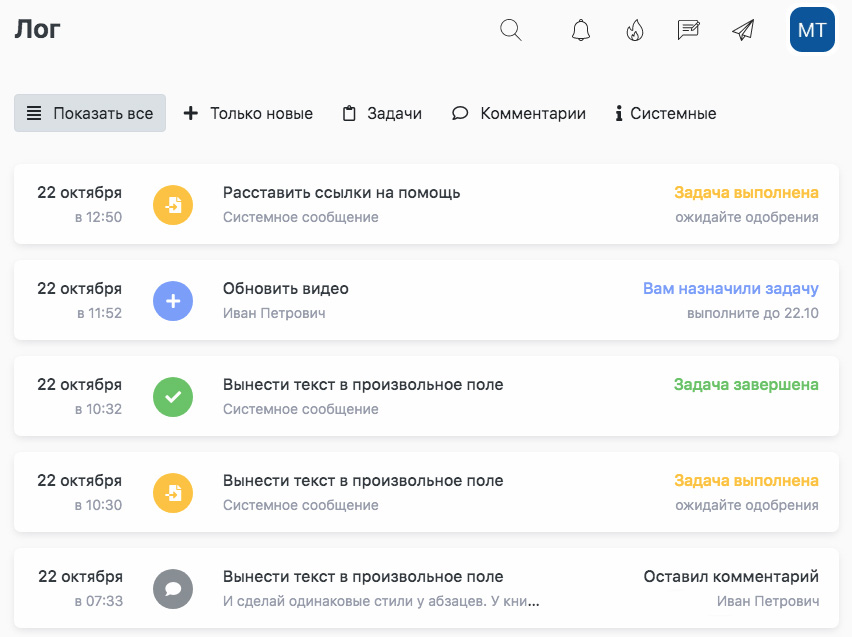 Лог
МТ
Показать все
Только новые
Задачи
Комментарии
Системные
22 октября
в 12:50
Расставить ссылки на помощь
Системное сообщение
Задача выполнена
ожидайте одобрения
22 октября
в 11:52
Обновить видео
Иван Петрович
Вам назначили задачу
выполните до 22.10
22 октября
в 10:32
Вынести текст в произвольное поле
Системное сообщение
Задача завершена
22 октября
в 10:30
Вынести текст в произвольное поле
Системное сообщение
Задача выполнена
ожидайте одобрения
22 октября
в 07:33
Вынести текст в произвольное поле
И сделай одинаковые стили у абзацев. У кни...
Оставил комментарий
Иван Петрович